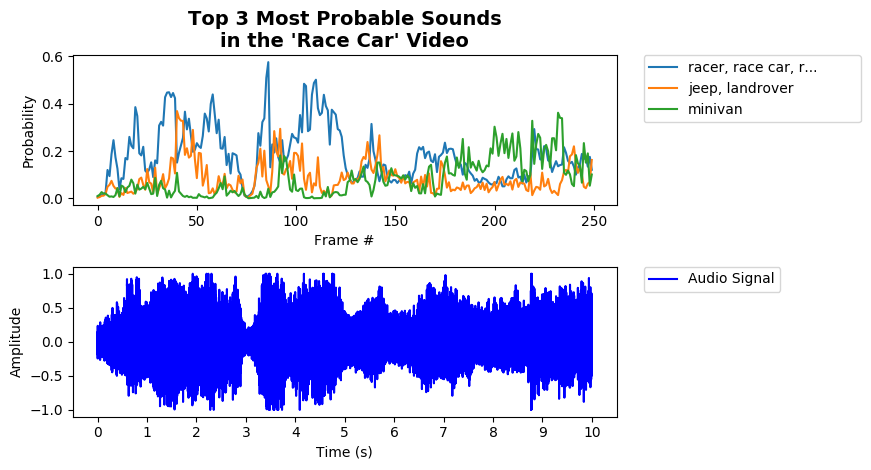 Top 3 Most Probable Sounds
in the 'Race Car' Video
Probability
0.6
0.4
0.2
0.0
0 50 100 150 200 250
Frame #
racer, race car, r...
jeep, landrover
minivan
Amplitude
1.0
0.5
0.0
−0.5
−1.0
0 1 2 3 4 5 6 7 8 9 10
Time (s)
Audio Signal